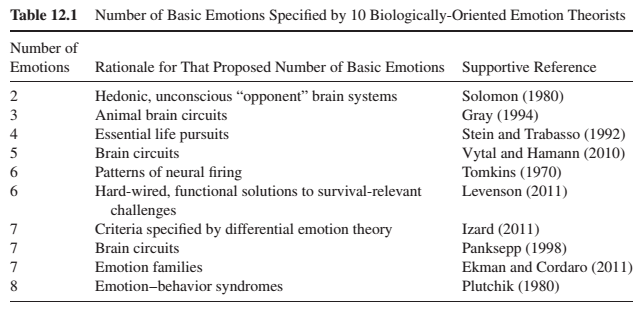 Table 12.1 Number of Basic Emotions Specified by 10 Biologically-Oriented Emotion Theorists
Number of
Emotions Rationale for That Proposed Number of Basic Emotions Supportive Reference
2 Hedonic, unconscious “opponent” brain systems Solomon (1980)
3 Animal brain circuits Gray (1994)
4 Essential life pursuits Stein and Trabasso (1992)
5 Brain circuits Vytal and Hamann (2010)
6 Patterns of neural firing Tomkins (1970)
6 Hard-wired, functional solutions to survival-relevant Levenson (2011)
challenges
7 Criteria specified by differential emotion theory Izard (2011)
7 Brain circuits Panksepp (1998)
7 Emotion families Ekman and Cordaro (2011)
8 Emotion–behavior syndromes Plutchik (1980)